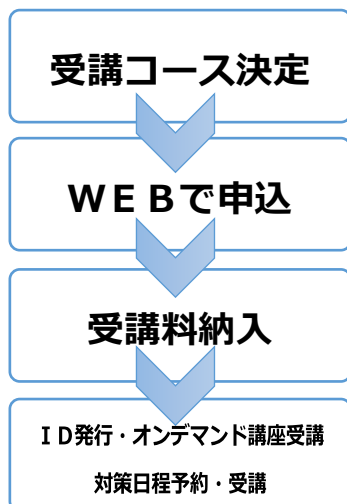 受講コース決定
ＷＥＢで申込
受講料納入
ＩＤ発行・オンデマンド講座受講
対策日程予約・受講